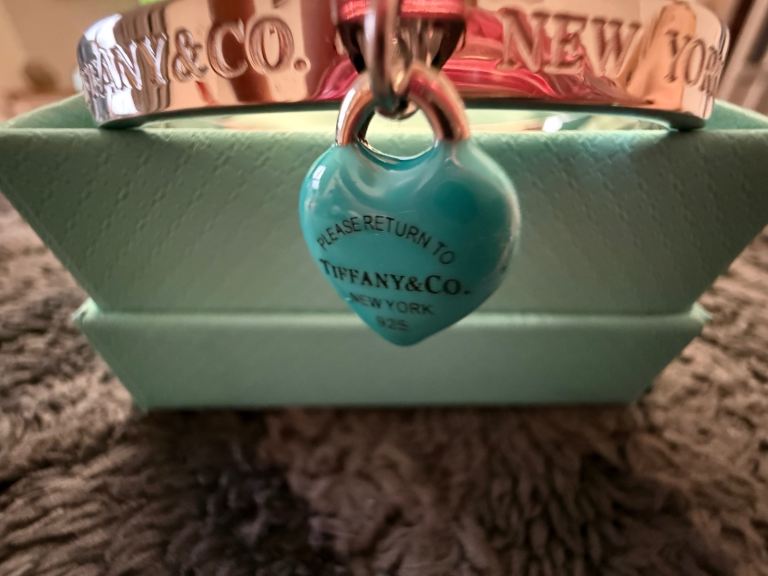 TIFFANY&CO. NEW YORK
PLEASE RETURN TO
TIFFANY&CO.
NEW YORK
925